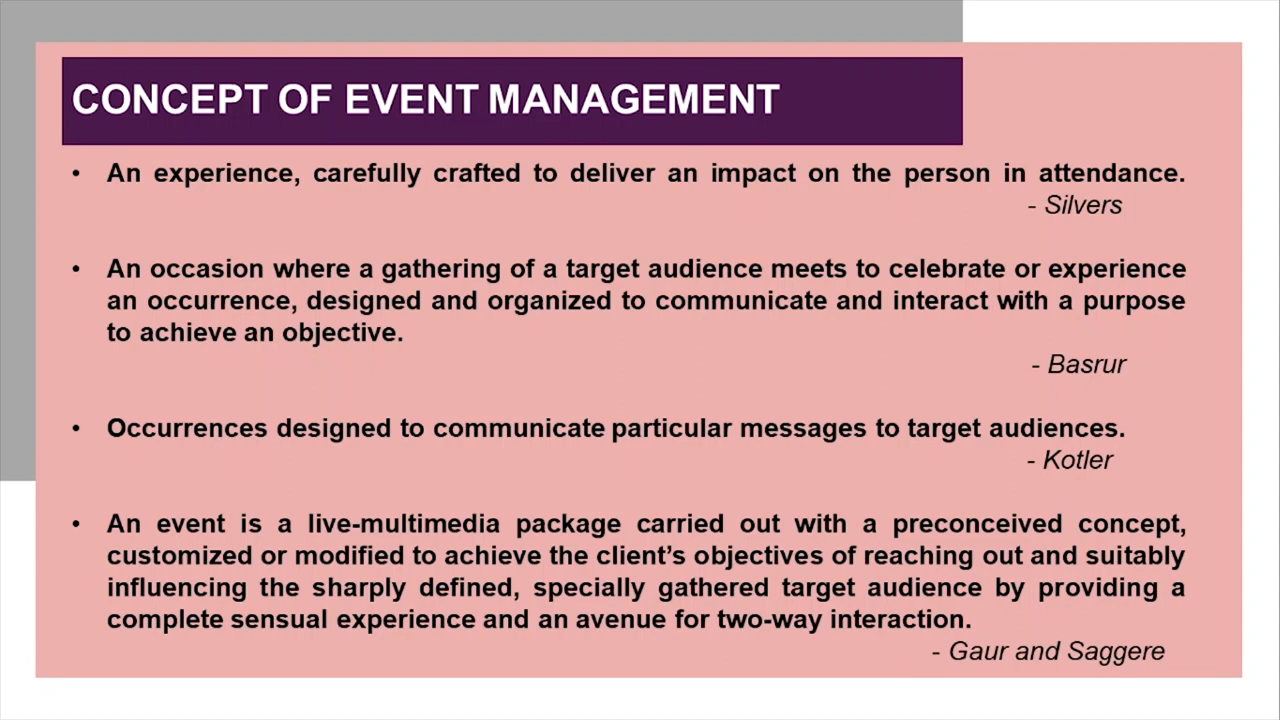 CONCEPT OF EVENT MANAGEMENT
• An experience, carefully crafted to deliver an impact on the person in attendance.
- Silvers
• An occasion where a gathering of a target audience meets to celebrate or experience
an occurrence, designed and organized to communicate and interact with a purpose
to achieve an objective.
- Basrur
• Occurrences designed to communicate particular messages to target audiences.
- Kotler
• An event is a live-multimedia package carried out with a preconceived concept,
customized or modified to achieve the client’s objectives of reaching out and suitably
influencing the sharply defined, specially gathered target audience by providing a
complete sensual experience and an avenue for two-way interaction.
- Gaur and Saggere